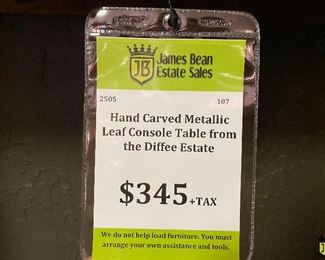 James Bean
JB
Estate Sales
2505 107
Hand Carved Metallic
Leaf Console Table from
the Diffee Estate
$345+TAX
We do not help load furniture. You must
arrange your own assistance and tools.